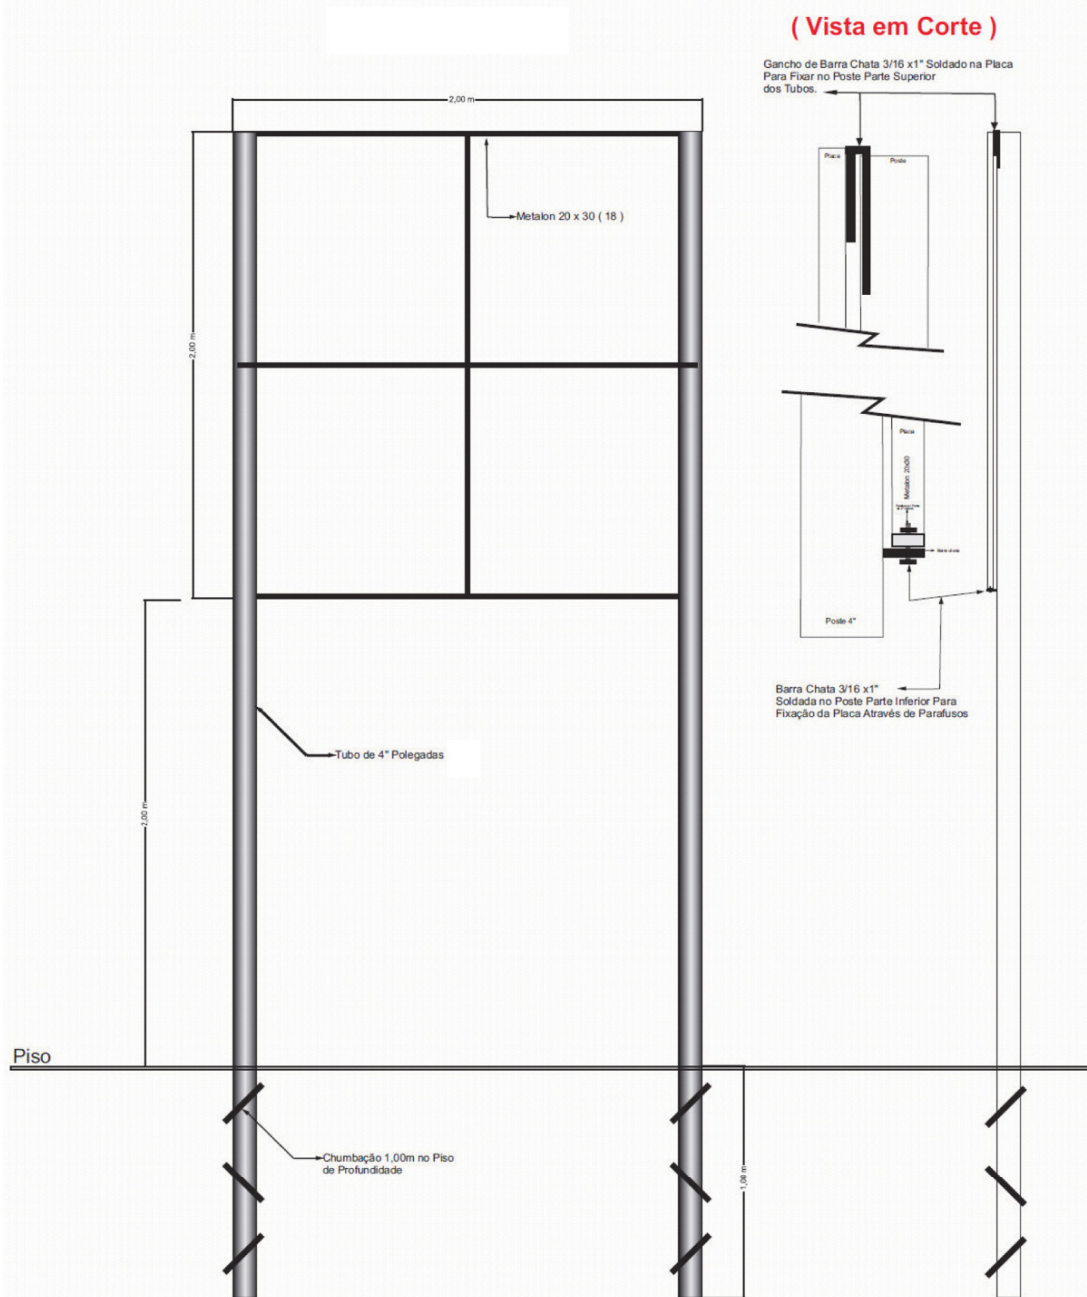 ( Vista em Corte )
Gancho de Barra Chata 3/16 x1" Soldado na Placa
Para Fixar no Poste Parte Superior
dos Tubos.
2,00 m
Placa
Poste
Metalon 20 x 30 ( 18 )
2,00 m
Placa
Metalon 20x30
Barra chata
Poste 4"
Barra Chata 3/16 x1"
Soldada no Poste Parte Inferior Para
Fixação da Placa Através de Parafusos
Tubo de 4" Polegadas
2,00 m
Piso
Chumbação 1,00m no Piso
de Profundidade
1,00 m